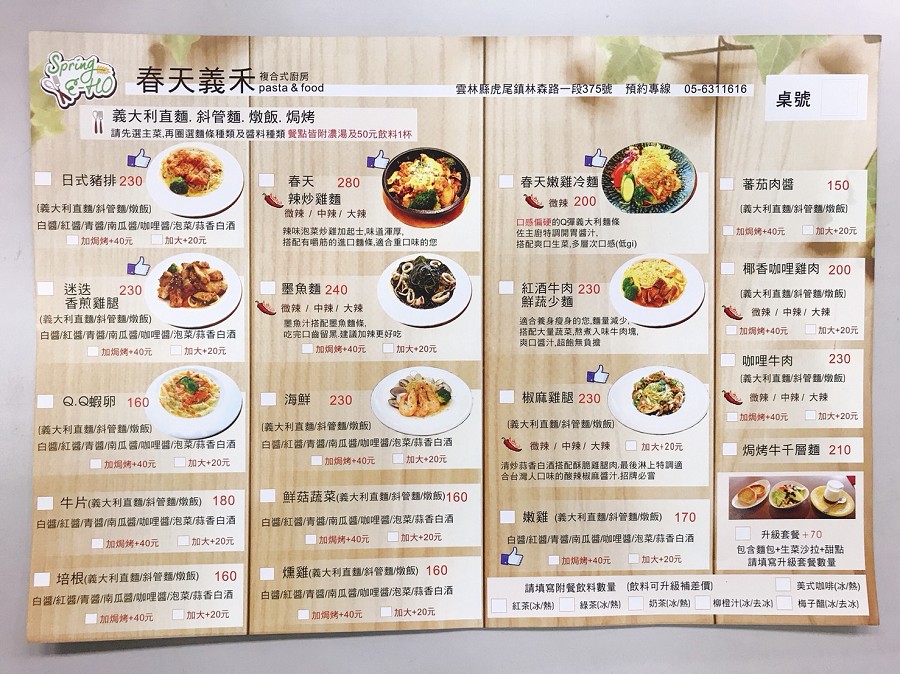 Spring E-HO
春天義禾 複合式廚房
pasta & food
雲林縣虎尾鎮林森路一段375號 預約專線 05-6311616
桌號
義大利直麵. 斜管麵. 燉飯. 焗烤
請先選主菜,再圈選麵條種類及醬料種類 餐點皆附濃湯及50元飲料1杯
日式豬排 230
(義大利直麵/斜管麵/燉飯)
白醬/紅醬/青醬/南瓜醬/咖哩醬/泡菜/蒜香白酒
加焗烤+40元 加大+20元
迷迭香煎雞腿 230
(義大利直麵/斜管麵/燉飯)
白醬/紅醬/青醬/南瓜醬/咖哩醬/泡菜/蒜香白酒
加焗烤+40元 加大+20元
Q.Q蝦卵 160
(義大利直麵/斜管麵/燉飯)
白醬/紅醬/青醬/南瓜醬/咖哩醬/泡菜/蒜香白酒
加焗烤+40元 加大+20元
牛片(義大利直麵/斜管麵/燉飯) 180
白醬/紅醬/青醬/南瓜醬/咖哩醬/泡菜/蒜香白酒
加焗烤+40元 加大+20元
培根(義大利直麵/斜管麵/燉飯) 160
白醬/紅醬/青醬/南瓜醬/咖哩醬/泡菜/蒜香白酒
加焗烤+40元 加大+20元
春天 280
辣炒雞麵
微辣 / 中辣 / 大辣
辣味泡菜炒雞加起士,味道渾厚,
搭配有嚼筋的進口麵條,適合重口味的您
墨魚麵 240
微辣 / 中辣 / 大辣
墨魚汁搭配墨魚麵條,
吃完口齒留黑,建議加辣更好吃
加焗烤+40元 加大+20元
海鮮 230
(義大利直麵/斜管麵/燉飯)
白醬/紅醬/青醬/南瓜醬/咖哩醬/泡菜/蒜香白酒
加焗烤+40元 加大+20元
鮮菇蔬菜(義大利直麵/斜管麵/燉飯)160
白醬/紅醬/青醬/南瓜醬/咖哩醬/泡菜/蒜香白酒
加焗烤+40元 加大+20元
燻雞(義大利直麵/斜管麵/燉飯) 160
白醬/紅醬/青醬/南瓜醬/咖哩醬/泡菜/蒜香白酒
加焗烤+40元 加大+20元
春天嫩雞冷麵
微辣 200
口感偏硬的Q彈義大利麵條
佐主廚特調開胃醬汁,
搭配爽口生菜,多層次口感(低gi)
紅酒牛肉 230
鮮蔬少麵
適合養身瘦身的您,麵量減少,
搭配大量蔬菜,熬煮入味牛肉塊,
爽口醬汁,超飽無負擔
椒麻雞腿 230
(義大利直麵/斜管麵/燉飯)
微辣 / 中辣 / 大辣 加大+20元
清炒蒜香白酒搭配酥脆雞腿肉,最後淋上特調適
合台灣人口味的酸辣椒麻醬汁,招牌必嘗
嫩雞 (義大利直麵/斜管麵/燉飯) 170
白醬/紅醬/青醬/南瓜醬/咖哩醬/泡菜/蒜香白酒
加焗烤+40元 加大+20元
蕃茄肉醬 150
(義大利直麵/斜管麵/燉飯)
加焗烤+40元 加大+20元
椰香咖哩雞肉 200
(義大利直麵/斜管麵/燉飯)
微辣 / 中辣 / 大辣
加焗烤+40元 加大+20元
咖哩牛肉 230
(義大利直麵/斜管麵/燉飯)
微辣 / 中辣 / 大辣
加焗烤+40元 加大+20元
焗烤牛千層麵 210
升級套餐 +70
包含麵包+生菜沙拉+甜點
請填寫升級套餐數量
請填寫附餐飲料數量 (飲料可升級補差價) 美式咖啡(冰/熱)
紅茶(冰/熱) 綠茶(冰/熱) 奶茶(冰/熱) 柳橙汁(冰/去冰) 梅子醋(冰/去冰)